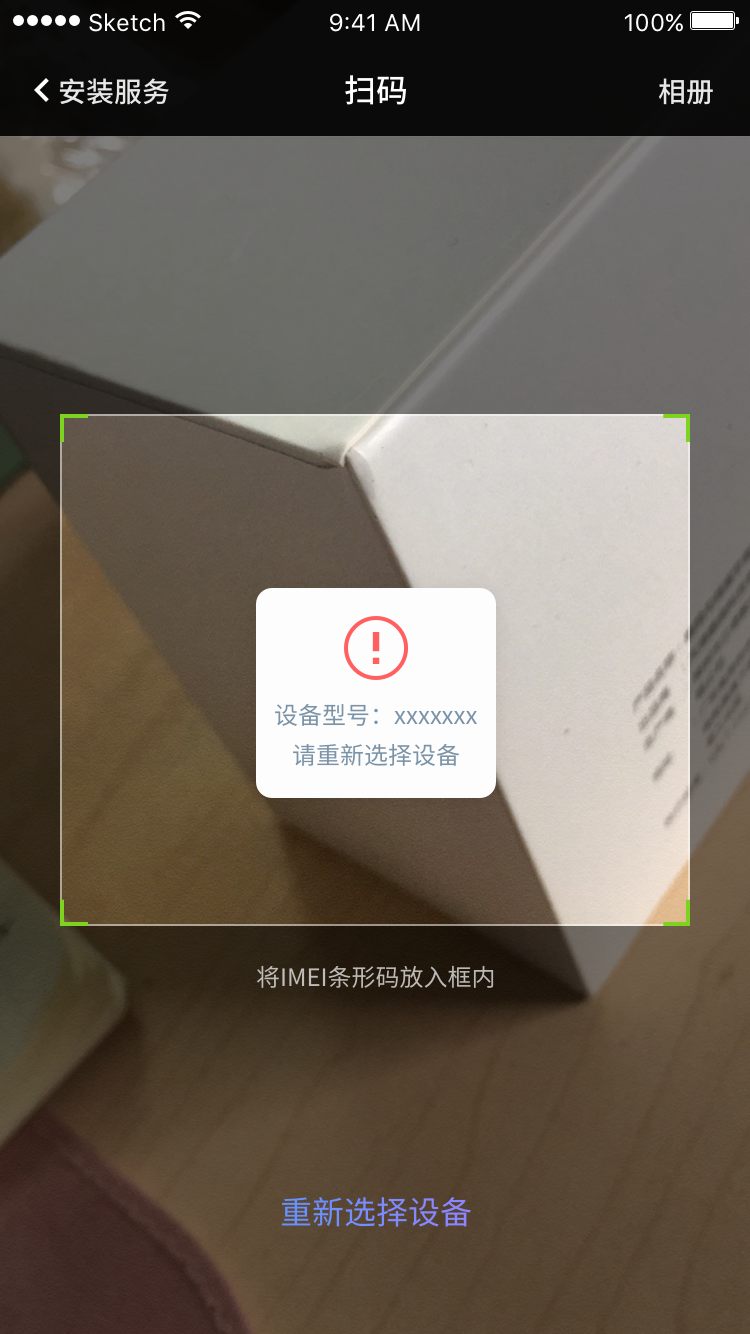 Sketch 9:41 AM 100%
安装服务 扫码 相册
设备型号：xxxxxxx
请重新选择设备
将IMEI条形码放入框内
重新选择设备